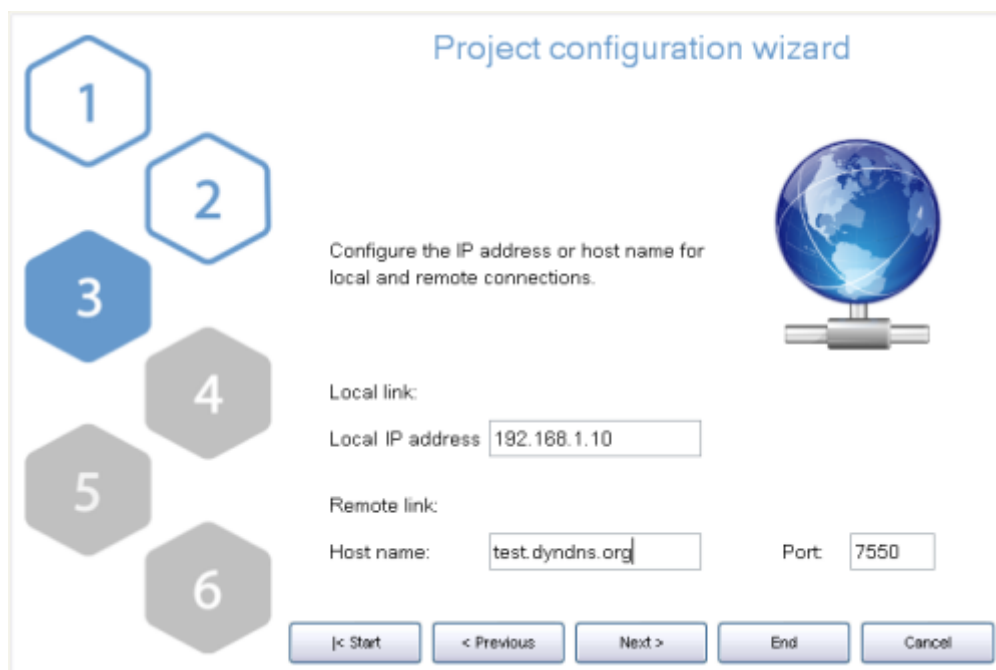 Project configuration wizard
1
2
3
4
5
6
Configure the IP address or host name for
local and remote connections.
Local link:
Local IP address 192.168.1.10
Remote link:
Host name: test.dyndns.org Port: 7550
|< Start < Previous Next > End Cancel